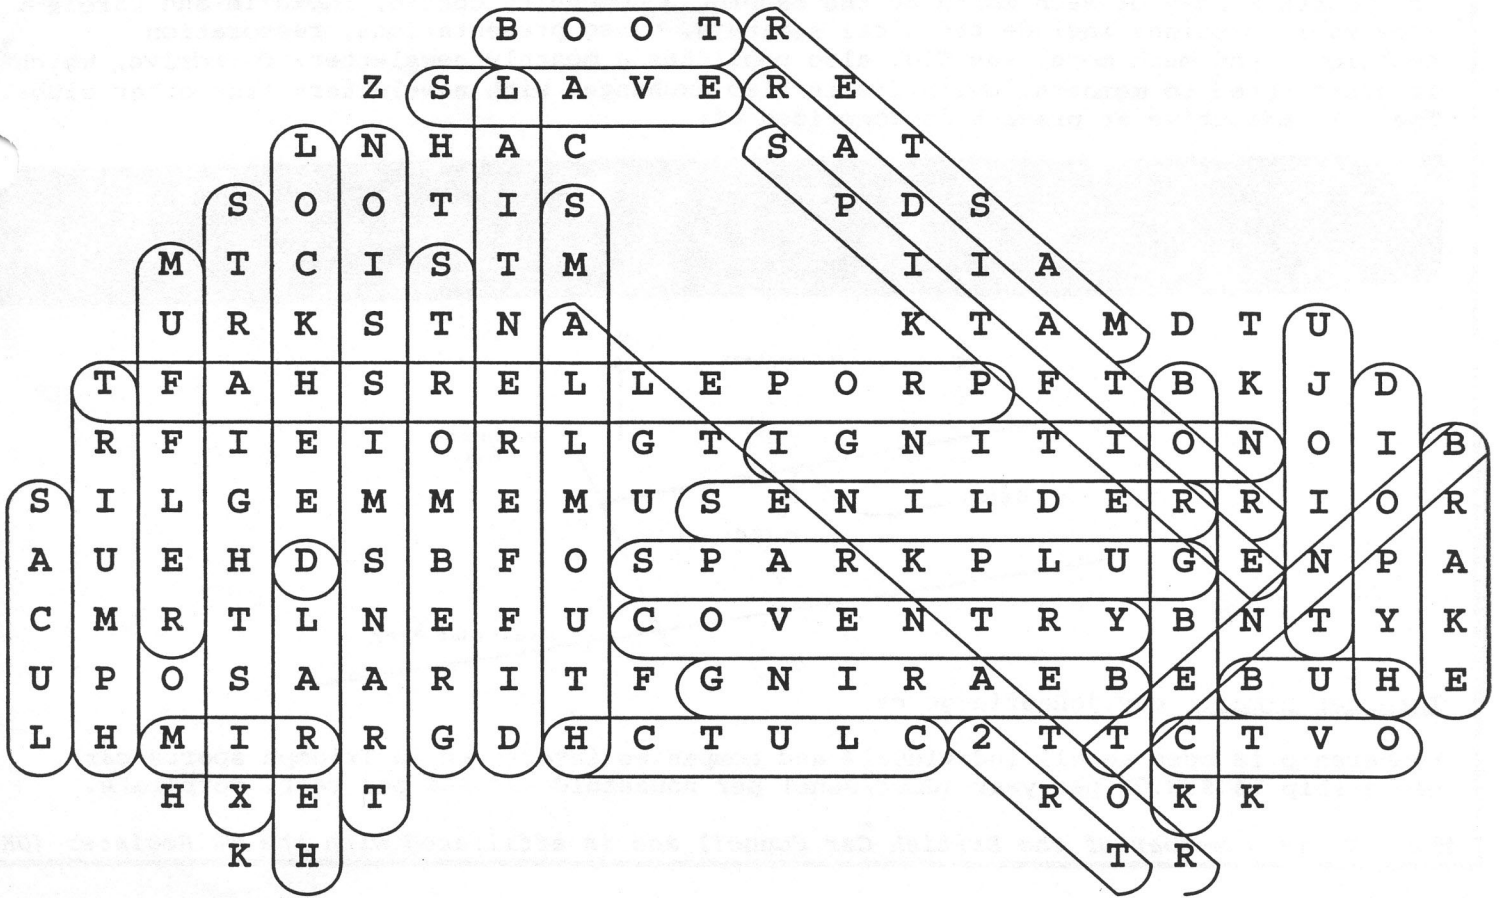 B O O T R
Z S L A V E R E
L N H A C S A T
S O O T I S P D S
M T C I S T M I I A
U R K S T N A K T A M D T U
T F A H S R E L L E P O R P F T B K J D
R F I E I O R L G T I G N I T I O N O I B
S I L G E M M E M U S E N I L D E R R I O R
A U E H D S B F O S P A R K P L U G E N P A
C M R T L N E F U C O V E N T R Y B N T Y K
U P O S A A R I T F G N I R A E B E B U H E
L H M I R R G D H C T U L C 2 T T C T V O
H X E T R O K K
K H T R